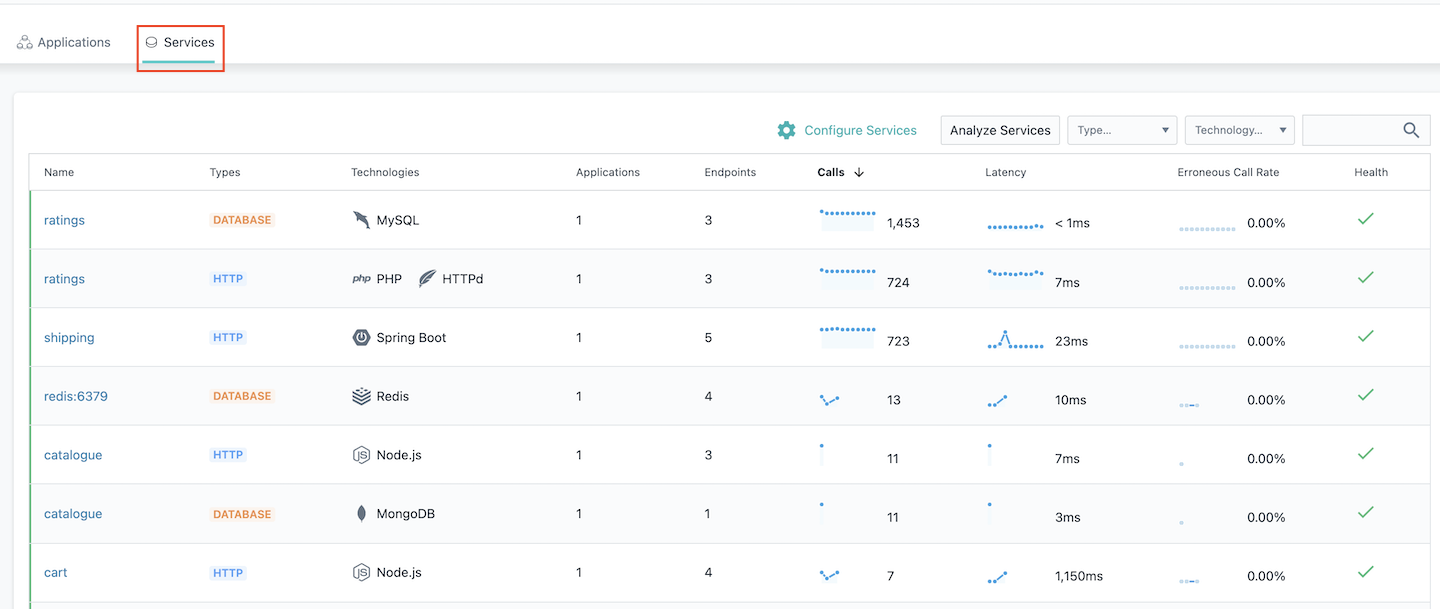 Applications Services
Configure Services Analyze Services Type... Technology...
Name Types Technologies Applications Endpoints Calls Latency Erroneous Call Rate Health
ratings DATABASE MySQL 1 3 1,453 < 1ms 0.00%
ratings HTTP php PHP HTTPd 1 3 724 7ms 0.00%
shipping HTTP Spring Boot 1 5 723 23ms 0.00%
redis:6379 DATABASE Redis 1 4 13 10ms 0.00%
catalogue HTTP JS Node.js 1 3 11 7ms 0.00%
catalogue DATABASE MongoDB 1 1 11 3ms 0.00%
cart HTTP JS Node.js 1 4 7 1,150ms 0.00%